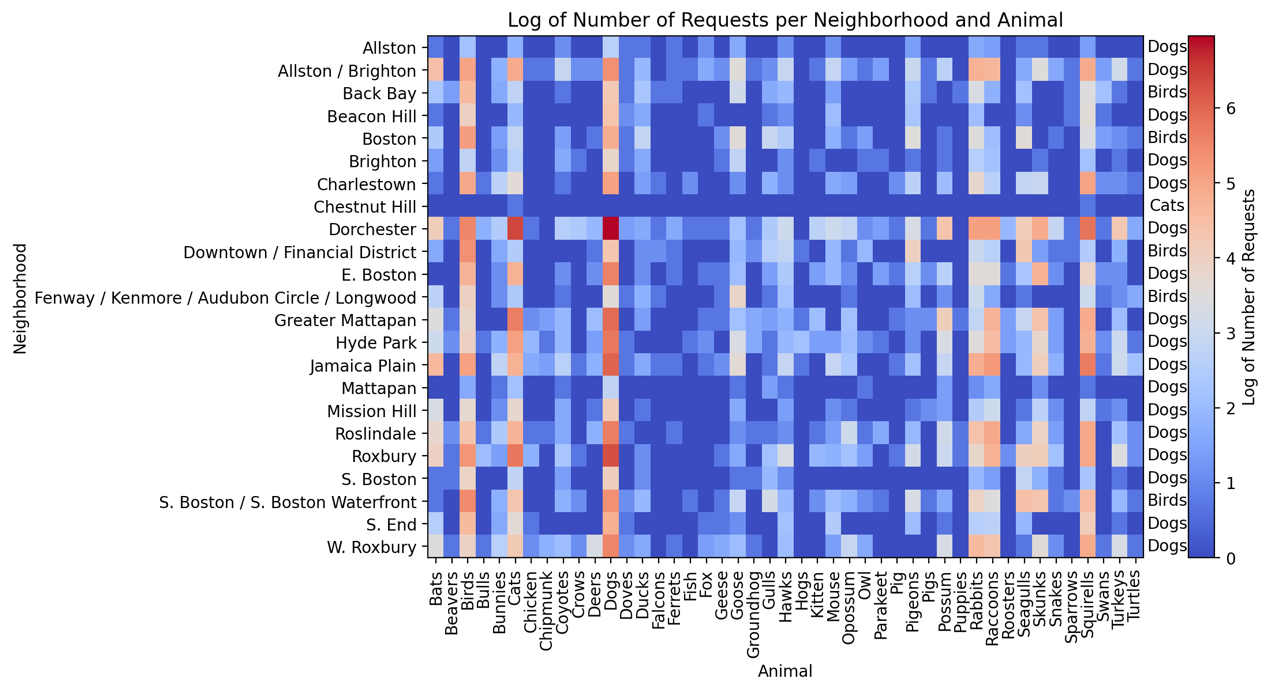 Log of Number of Requests per Neighborhood and Animal
Neighborhood
Allston Dogs
Allston / Brighton Dogs
Back Bay Birds
Beacon Hill Dogs
Boston Birds
Brighton Dogs
Charlestown Dogs
Chestnut Hill Cats
Dorchester Dogs
Downtown / Financial District Birds
E. Boston Dogs
Fenway / Kenmore / Audubon Circle / Longwood Birds
Greater Mattapan Dogs
Hyde Park Dogs
Jamaica Plain Dogs
Mattapan Dogs
Mission Hill Dogs
Roslindale Dogs
Roxbury Dogs
S. Boston Dogs
S. Boston / S. Boston Waterfront Birds
S. End Dogs
W. Roxbury Dogs
Bats
Beavers
Birds
Bulls
Bunnies
Cats
Chicken
Chipmunk
Coyotes
Crows
Deers
Dogs
Doves
Ducks
Falcons
Ferrets
Fish
Fox
Geese
Goose
Groundhog
Gulls
Hawks
Hogs
Kitten
Mouse
Opossum
Owl
Parakeet
Pig
Pigeons
Pigs
Possum
Puppies
Rabbits
Raccoons
Roosters
Seagulls
Skunks
Snakes
Sparrows
Squirells
Swans
Turkeys
Turtles
Animal
6
5
4
3
2
1
0
Log of Number of Requests